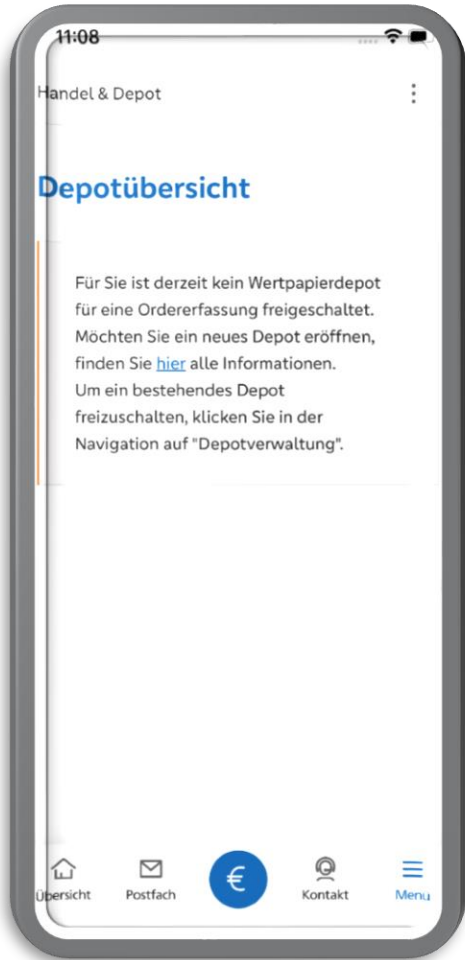 11:08
Handel & Depot
Depotübersicht
Für Sie ist derzeit kein Wertpapierdepot
für eine Ordererfassung freigeschaltet.
Möchten Sie ein neues Depot eröffnen,
finden Sie hier alle Informationen.
Um ein bestehendes Depot
freizuschalten, klicken Sie in der
Navigation auf "Depotverwaltung".
€
Übersicht Postfach Kontakt Menü